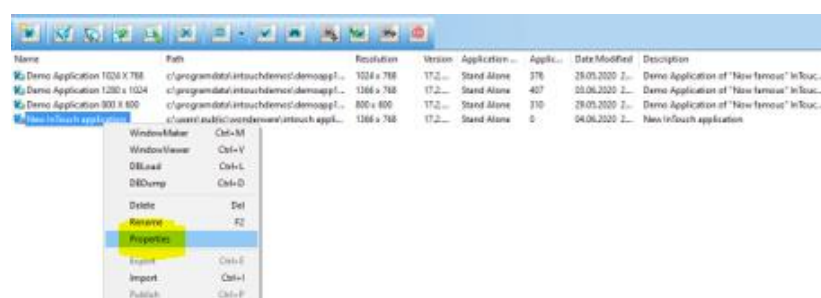 Name Path Resolution Version Application ... Applic... Date Modified Description
Demo Application 1024 X 768 c:\programdata\intouchdemos\demoapp1... 1024 x 768 17.2.... Stand Alone 376 29.05.2020 2... Demo Application of "Now famous" InTouc...
Demo Application 1280 x 1024 c:\programdata\intouchdemos\demoapp1... 1366 x 768 17.2.... Stand Alone 407 03.06.2020 2... Demo Application of "Now famous" InTouc...
Demo Application 800 X 600 c:\programdata\intouchdemos\demoapp1... 800 x 600 17.2.... Stand Alone 310 29.05.2020 2... Demo Application of "Now famous" InTouc...
New InTouch application c:\users\public\wonderware\intouch appli... 1366 x 768 17.2.... Stand Alone 0 04.06.2020 2... New InTouch application
WindowMaker Ctrl+M
WindowViewer Ctrl+V
DBLoad Ctrl+L
DBDump Ctrl+D
Delete Del
Rename F2
Properties
Export Ctrl+E
Import Ctrl+I
Publish Ctrl+P